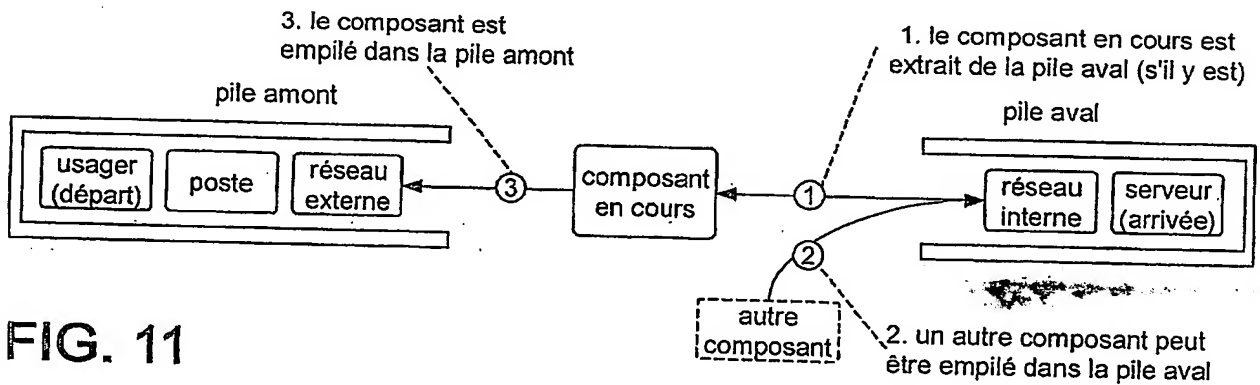 3. le composant est
empilé dans la pile amont
1. le composant en cours est
extrait de la pile aval (s'il y est)
pile amont
pile aval
usager
(départ)
poste
réseau
externe
3
composant
en cours
1
réseau
interne
serveur
(arrivée)
2
autre
composant
2. un autre composant peut
être empilé dans la pile aval
FIG. 11